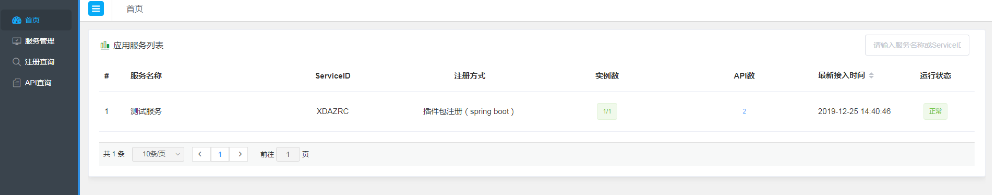 首页
服务管理
注册查询
API查询
首页
应用服务列表
请输入服务名称或ServiceID
# 服务名称 ServiceID 注册方式 实例数 API数 最新接入时间 运行状态
1 测试服务 XDAZRC 插件包注册（spring boot） 1/1 2 2019-12-25 14:40:46 正常
共 1 条 10条/页 1 前往 1 页